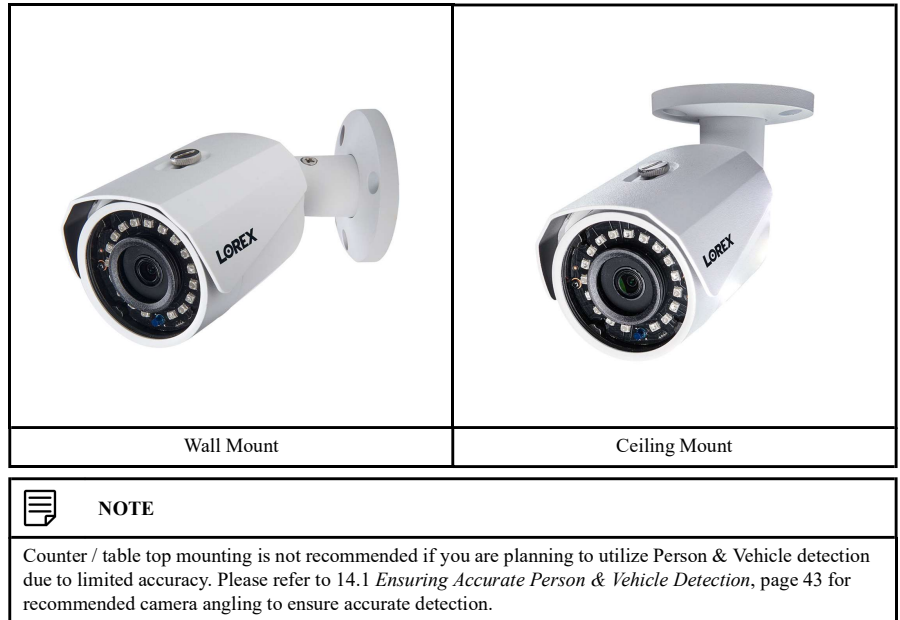 LOREX
LOREX
Wall Mount
Ceiling Mount
NOTE
Counter / table top mounting is not recommended if you are planning to utilize Person & Vehicle detection
due to limited accuracy. Please refer to 14.1 Ensuring Accurate Person & Vehicle Detection, page 43 for
recommended camera angling to ensure accurate detection.